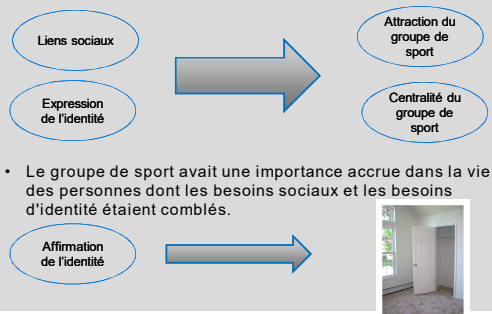 Liens sociaux
Attraction du
groupe de
sport
Expression
de l'identité
Centralité du
groupe de
sport
• Le groupe de sport avait une importance accrue dans la vie
des personnes dont les besoins sociaux et les besoins
d'identité étaient comblés.
Affirmation
de l'identité